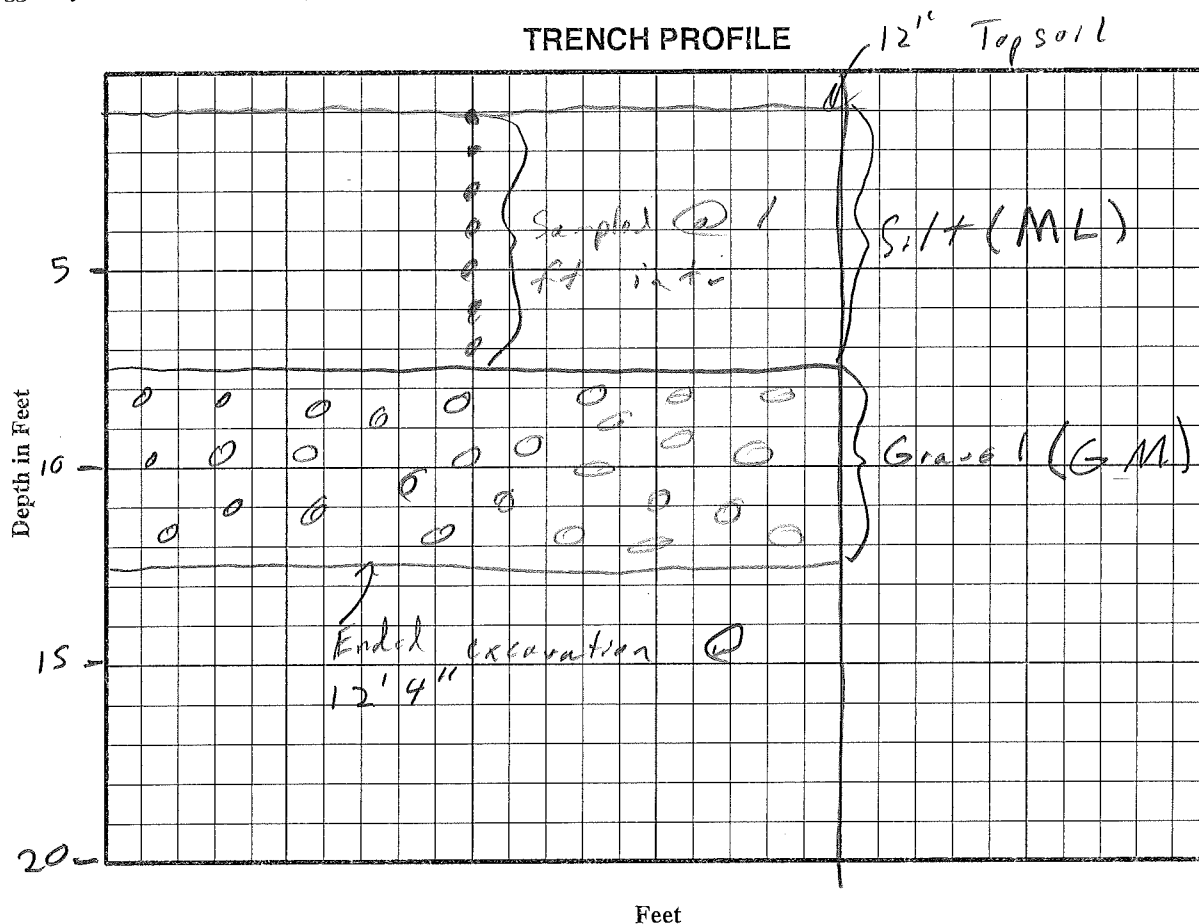 TRENCH PROFILE
12" Topsoil
Sampled @ 1
ft
Silt (ML)
5
Gravel (GM)
10
Depth in Feet
Ended excavation @
12' 4"
15
20
Feet